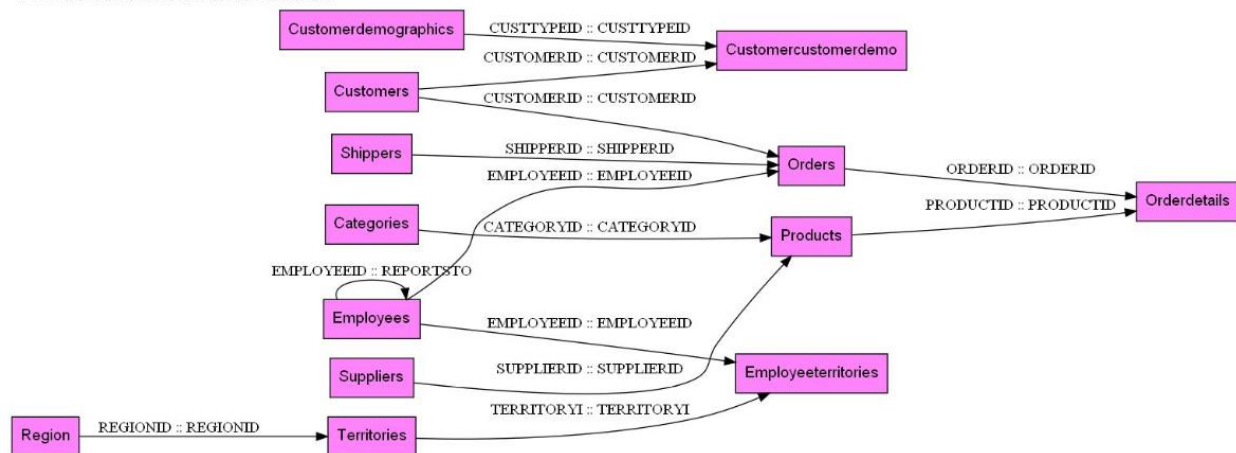 Customerdemographics
CUSTTYPEID :: CUSTTYPEID
Customercustomerdemo
CUSTOMERID :: CUSTOMERID
Customers
CUSTOMERID :: CUSTOMERID
Shippers
SHIPPERID :: SHIPPERID
Orders
EMPLOYEEID :: EMPLOYEEID
ORDERID :: ORDERID
Orderdetails
PRODUCTID :: PRODUCTID
Categories
CATEGORYID :: CATEGORYID
Products
EMPLOYEEID :: REPORTSTO
Employees
EMPLOYEEID :: EMPLOYEEID
Suppliers
SUPPLIERID :: SUPPLIERID
Employeeterritories
TERRITORYI :: TERRITORYI
Region
REGIONID :: REGIONID
Territories